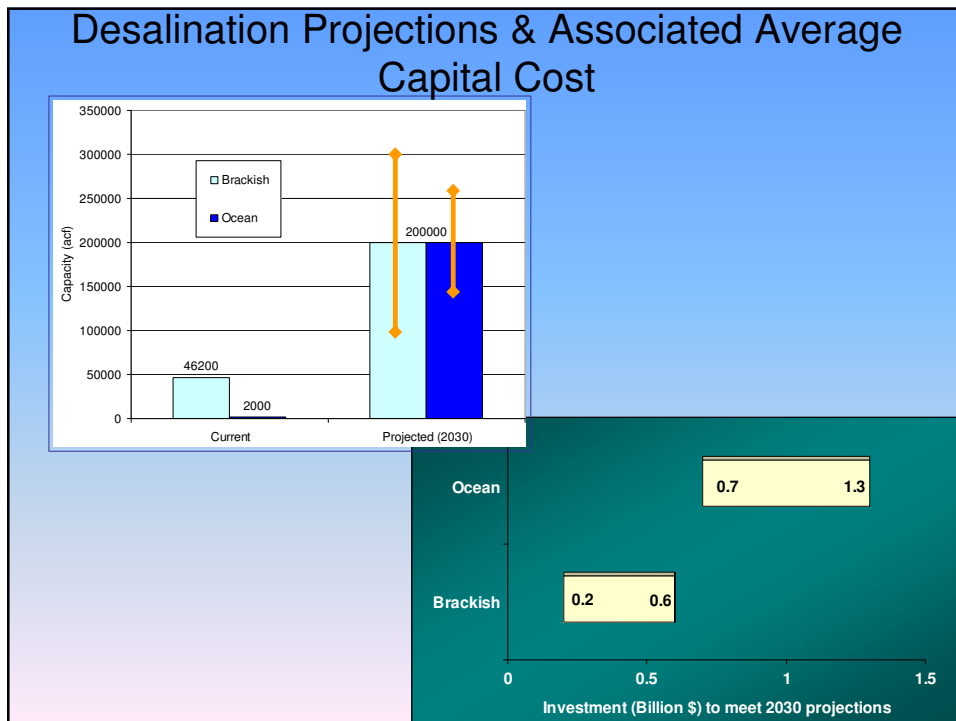 Desalination Projections & Associated Average
Capital Cost
350000
300000
250000
200000
150000
100000
50000
0
Capacity (acf)
Brackish
Ocean
46200
2000
200000
Current
Projected (2030)
Ocean
0.7
1.3
Brackish
0.2
0.6
0
0.5
1
1.5
Investment (Billion $) to meet 2030 projections